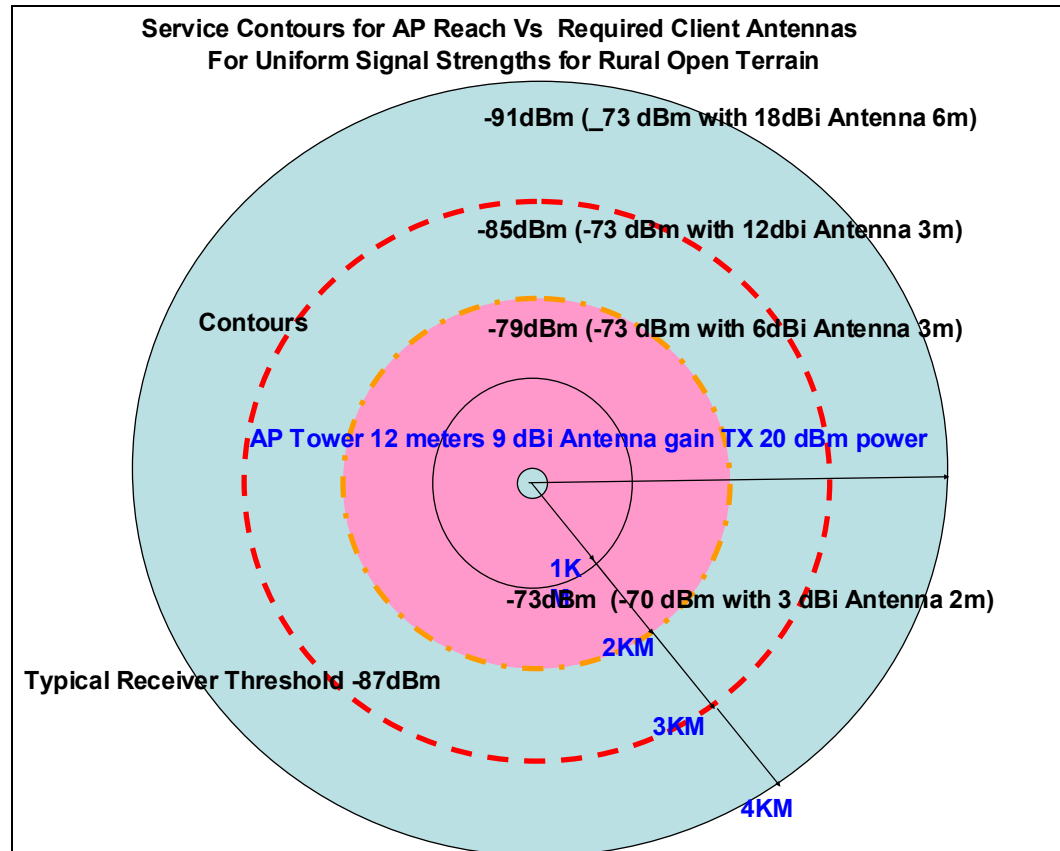 Service Contours for AP Reach Vs Required Client Antennas
For Uniform Signal Strengths for Rural Open Terrain
-91dBm (_73 dBm with 18dBi Antenna 6m)
-85dBm (-73 dBm with 12dbi Antenna 3m)
Contours
-79dBm (-73 dBm with 6dBi Antenna 3m)
AP Tower 12 meters 9 dBi Antenna gain TX 20 dBm power
1K
M
-73dBm (-70 dBm with 3 dBi Antenna 2m)
2KM
Typical Receiver Threshold -87dBm
3KM
4KM